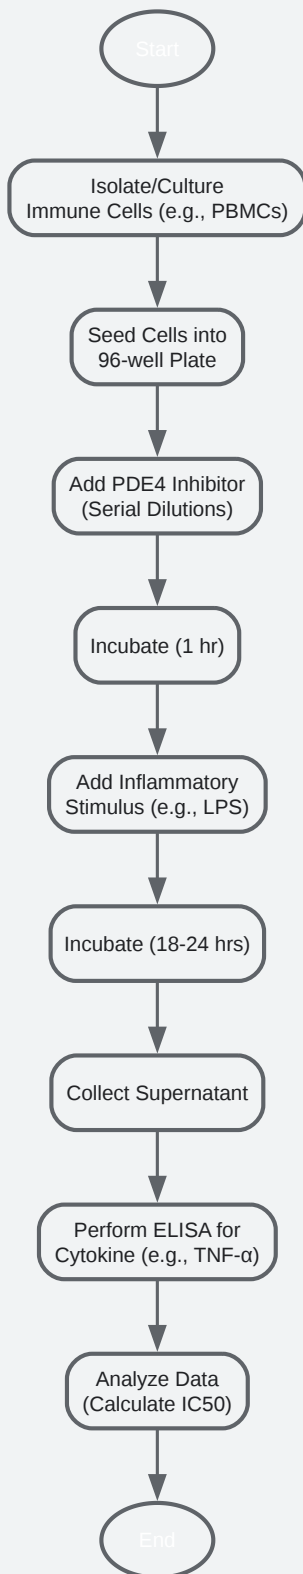 Start
Isolate/Culture
Immune Cells (e.g., PBMCs)
Seed Cells into
96-well Plate
Add PDE4 Inhibitor
(Serial Dilutions)
Incubate (1 hr)
Add Inflammatory
Stimulus (e.g., LPS)
Incubate (18-24 hrs)
Collect Supernatant
Perform ELISA for
Cytokine (e.g., TNF-α)
Analyze Data
(Calculate IC50)
End